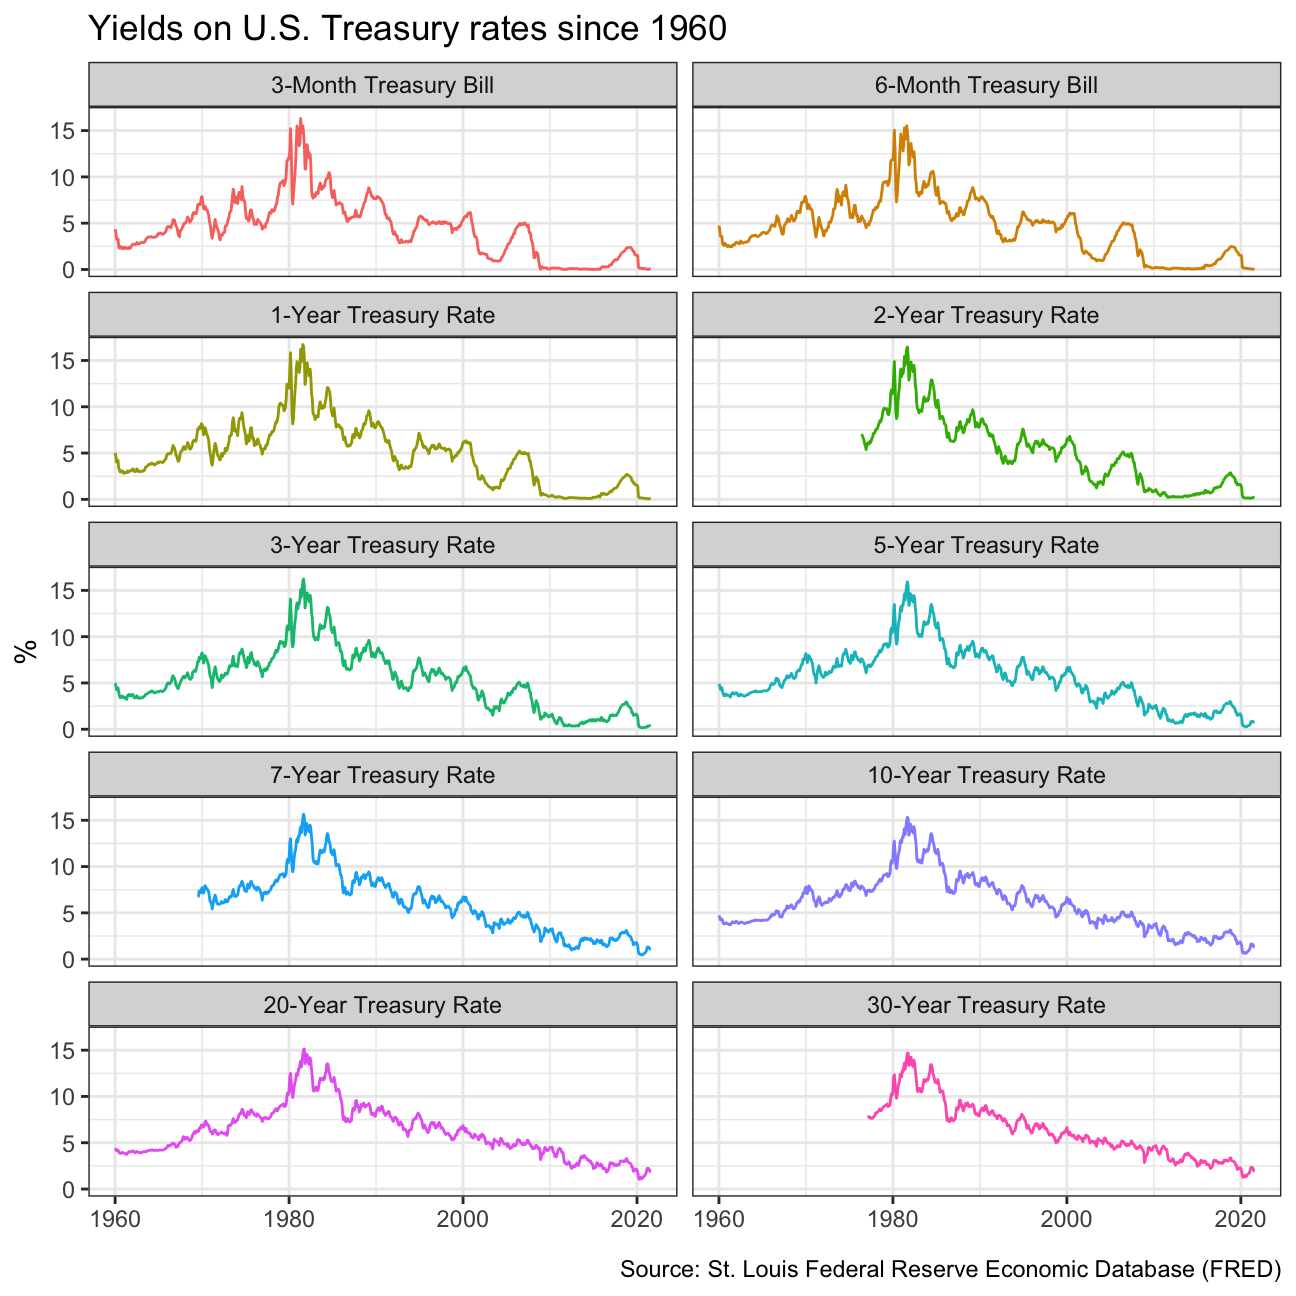 Yields on U.S. Treasury rates since 1960
3-Month Treasury Bill
6-Month Treasury Bill
15
10
5
0
1-Year Treasury Rate
2-Year Treasury Rate
15
10
5
0
3-Year Treasury Rate
5-Year Treasury Rate
15
10
5
0
%
7-Year Treasury Rate
10-Year Treasury Rate
15
10
5
0
20-Year Treasury Rate
30-Year Treasury Rate
15
10
5
0
1960 1980 2000 2020 1960 1980 2000 2020
Source: St. Louis Federal Reserve Economic Database (FRED)